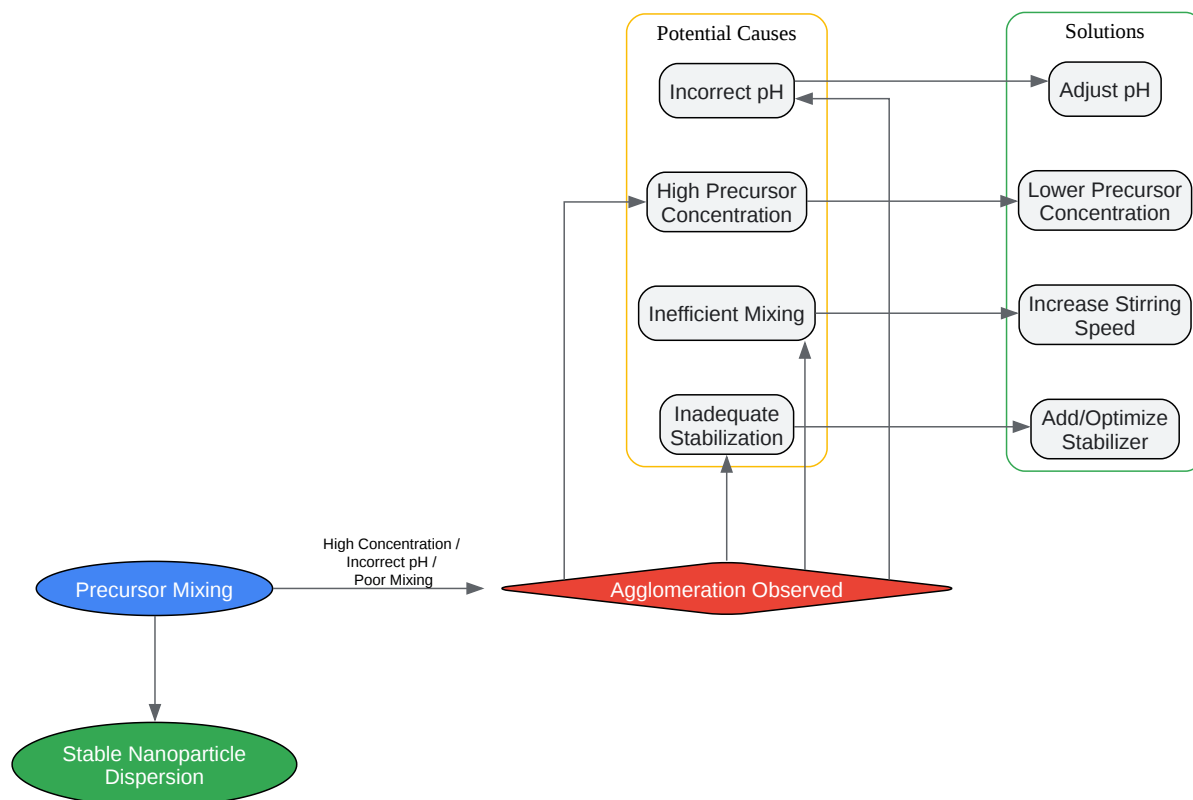 Potential Causes
Solutions
Incorrect pH
Adjust pH
High Precursor
Concentration
Lower Precursor
Concentration
Inefficient Mixing
Increase Stirring
Speed
Inadequate
Stabilization
Add/Optimize
Stabilizer
High Concentration /
Incorrect pH /
Poor Mixing
Precursor Mixing
Agglomeration Observed
Stable Nanoparticle
Dispersion